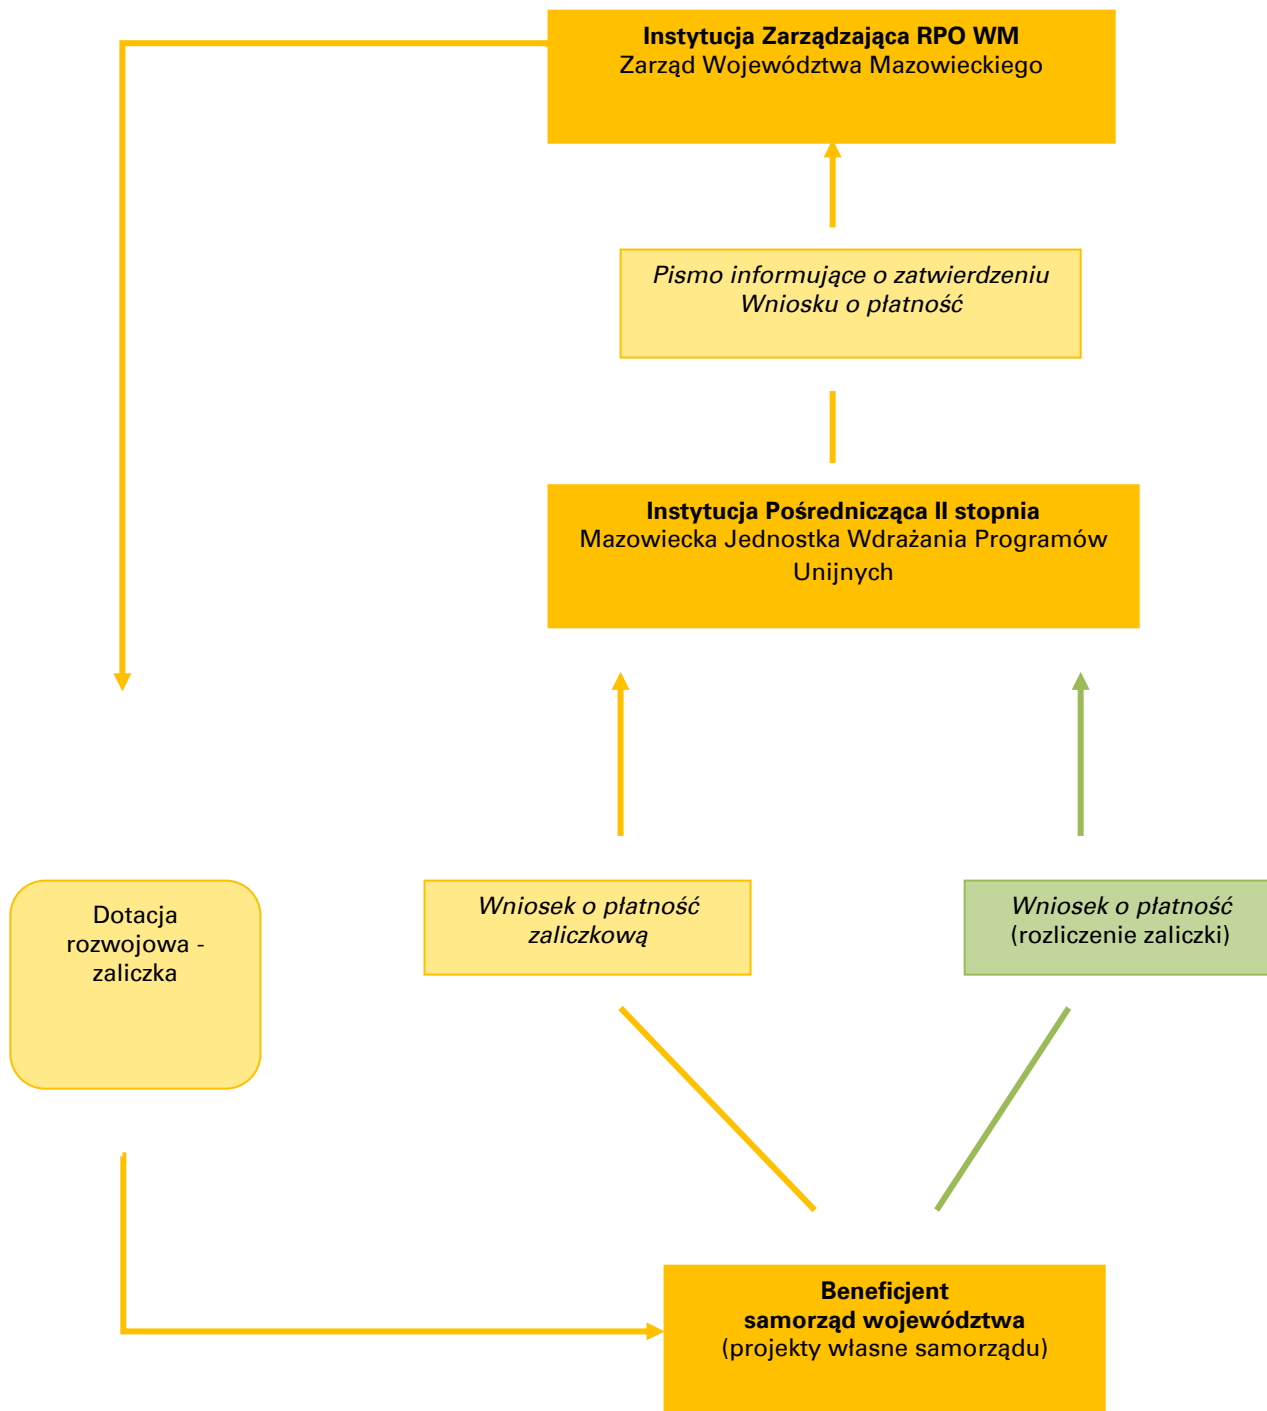 Instytucja Zarządzająca RPO WM
Zarząd Województwa Mazowieckiego
Pismo informujące o zatwierdzeniu
Wniosku o płatność
Instytucja Pośrednicząca II stopnia
Mazowiecka Jednostka Wdrażania Programów
Unijnych
Dotacja
rozwojowa -
zaliczka
Wniosek o płatność
zaliczkową
Wniosek o płatność
(rozliczenie zaliczki)
Beneficjent
samorząd województwa
(projekty własne samorządu)